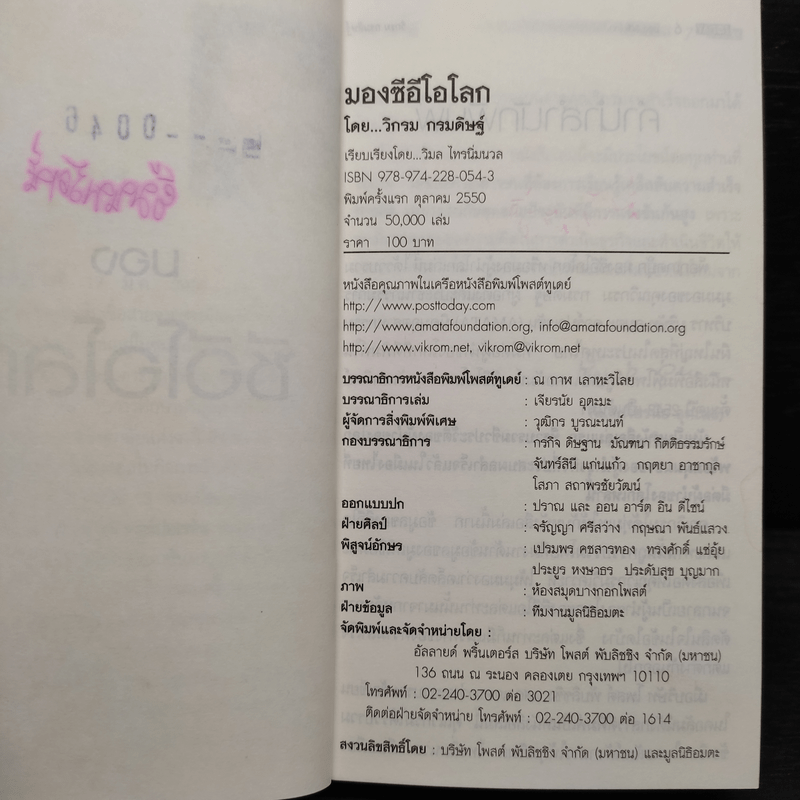 มองซีอีโอโลก
โดย...วิกรม กรมดิษฐ์
เรียบเรียงโดย...วิมล ไทรนิ่มนวล
ISBN 978-974-228-054-3
พิมพ์ครั้งแรก ตุลาคม 2550
จำนวน 50,000 เล่ม
ราคา 100 บาท
หนังสือคุณภาพในเครือหนังสือพิมพ์โพสต์ทูเดย์
http://www.posttoday.com
http://www.amatafoundation.org, info@amatafoundation.org
http://www.vikrom.net, vikrom@vikrom.net
บรรณาธิการหนังสือพิมพ์โพสต์ทูเดย์ : ณ กาฬ เลาหะวิไลย
บรรณาธิการเล่ม : เจียรนัย อุตะมะ
ผู้จัดการสิ่งพิมพ์พิเศษ : วุฒิกร บูรณะนนท์
กองบรรณาธิการ : กรกิจ ดิษฐาน มัณฑนา กิตติธรรมรักษ์
จันทร์สินี แก่นแก้ว กฤตยา อาชากุล
โสภา สถาพรชัยวัฒน์
ออกแบบปก : ปราณ และ ออน อาร์ต อิน ดีไซน์
ฝ่ายศิลป์ : จรัญญา ศรีสว่าง กฤษณา พันธ์แสวง
พิสูจน์อักษร : เปรมพร คชสารทอง ทรงศักดิ์ แซ่อุ้ย
ประยูร หงษาธร ประดับสุข บุญมาก
ภาพ : ห้องสมุดบางกอกโพสต์
ฝ่ายข้อมูล : ทีมงานมูลนิธิอมตะ
จัดพิมพ์และจัดจำหน่ายโดย :
อัลลายด์ พริ้นเตอร์ส บริษัท โพสต์ พับลิชชิง จำกัด (มหาชน)
136 ถนน ณ ระนอง คลองเตย กรุงเทพฯ 10110
โทรศัพท์ : 02-240-3700 ต่อ 3021
ติดต่อฝ่ายจัดจำหน่าย โทรศัพท์ : 02-240-3700 ต่อ 1614
สงวนลิขสิทธิ์โดย : บริษัท โพสต์ พับลิชชิง จำกัด (มหาชน) และมูลนิธิอมตะ